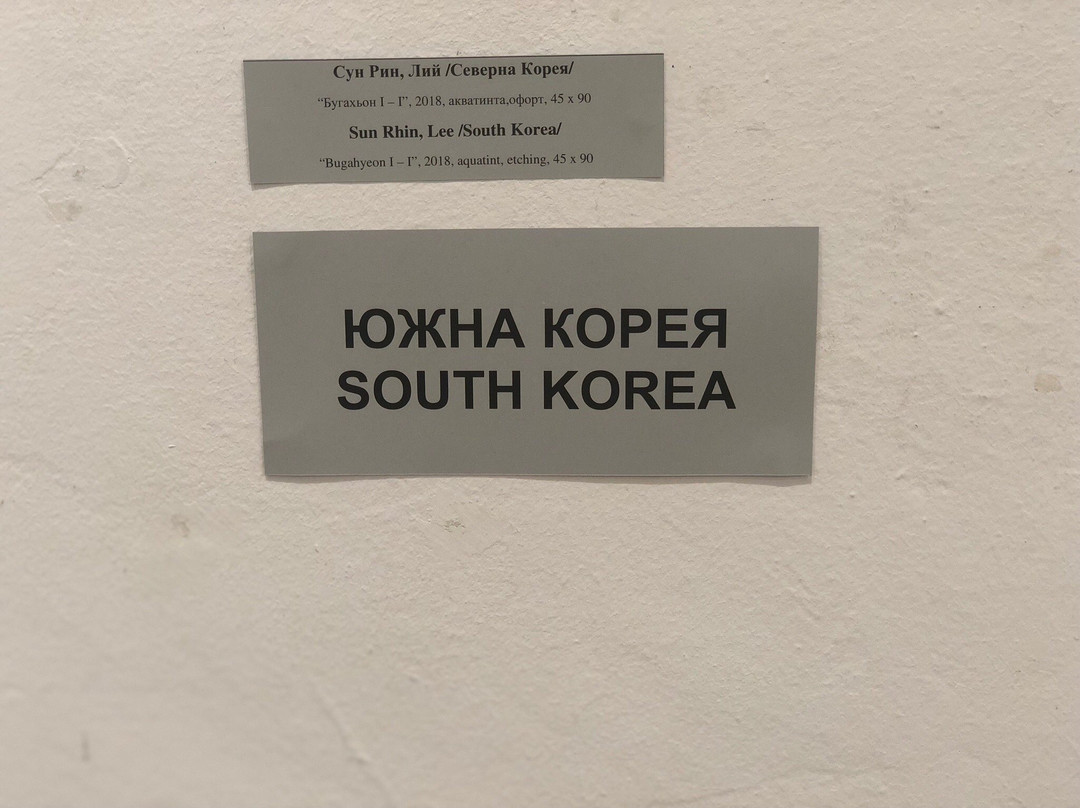 Сун Рин, Лий /Северна Корея/
“Бугахьон I – I”, 2018, акватинта,офорт, 45 x 90
Sun Rhin, Lee /South Korea/
“Bugahyeon I – I”, 2018, aquatint, etching, 45 x 90
ЮЖНА КОРЕЯ
SOUTH KOREA